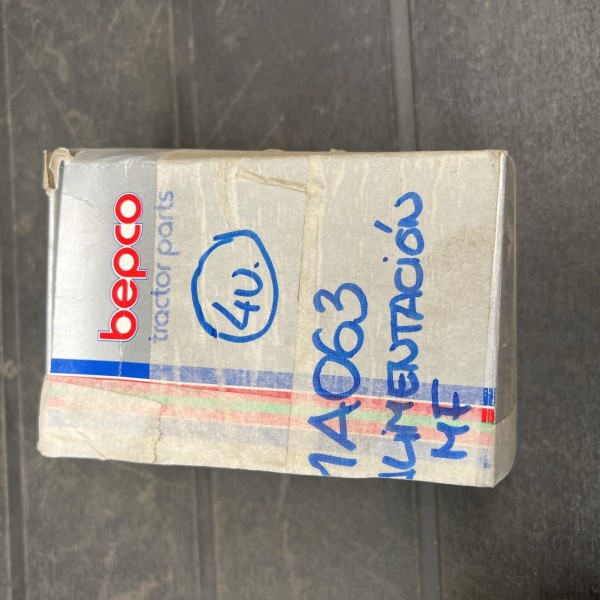 bepco
tractor parts
4U.
1A063
ALIMENTACIÓN
MF